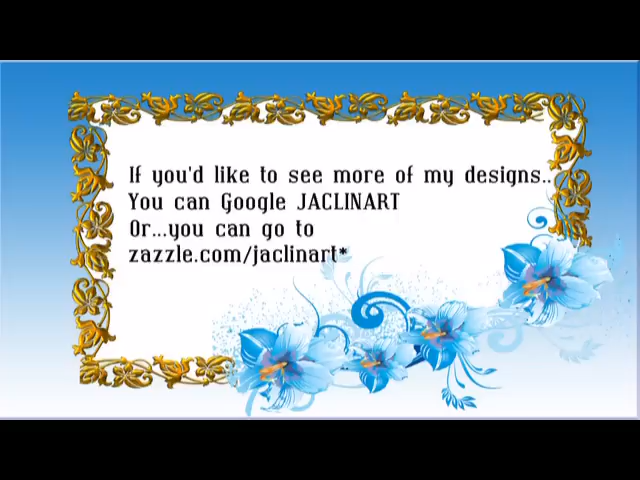 If you'd like to see more of my designs..
You can Google JACLINART
Or...you can go to
zazzle.com/jaclinart*